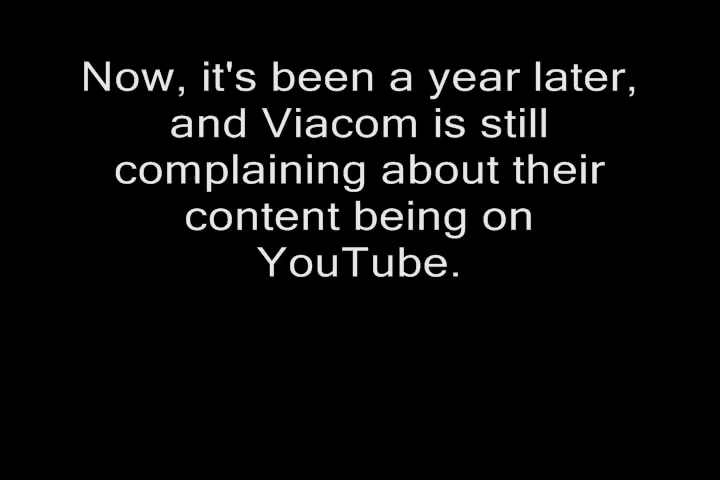 Now, it's been a year later,
and Viacom is still
complaining about their
content being on
YouTube.